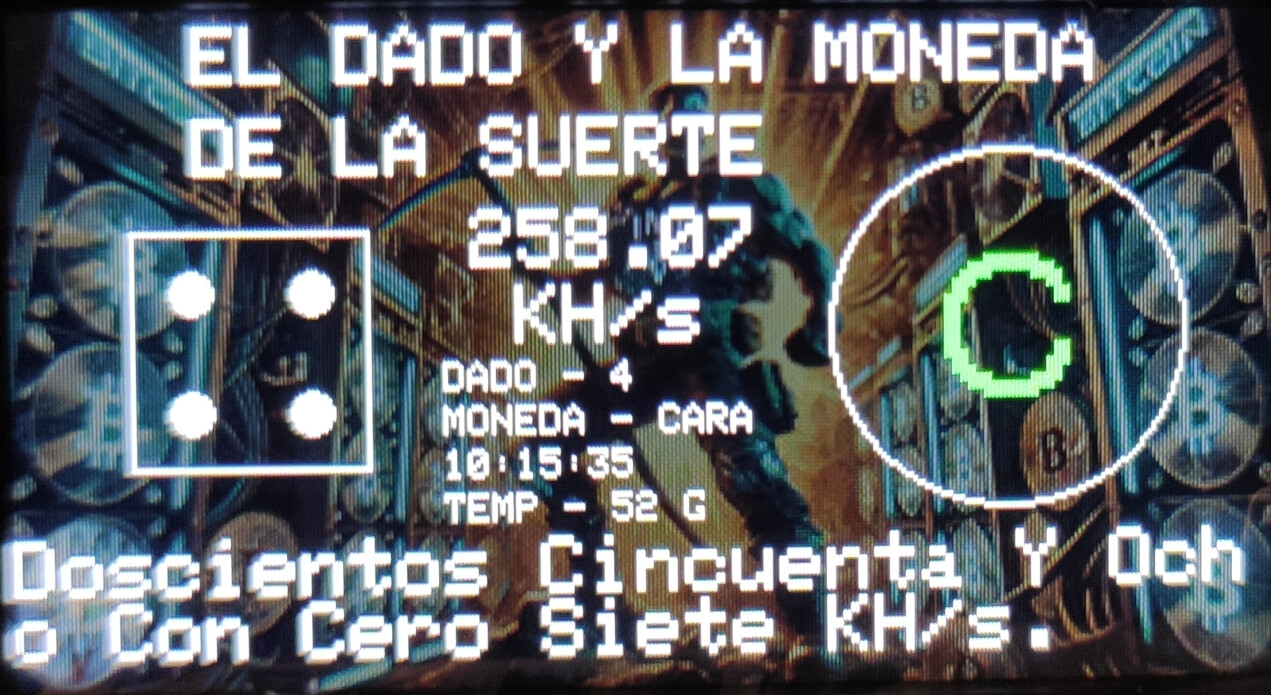 EL DADO Y LA MONEDA
DE LA SUERTE
258.07
KH/s
C
DADO - 4
MONEDA - CARA
10:15:35
TEMP - 52 G
Doscientos Cincuenta Y Och
o Con Cero Siete KH/s.